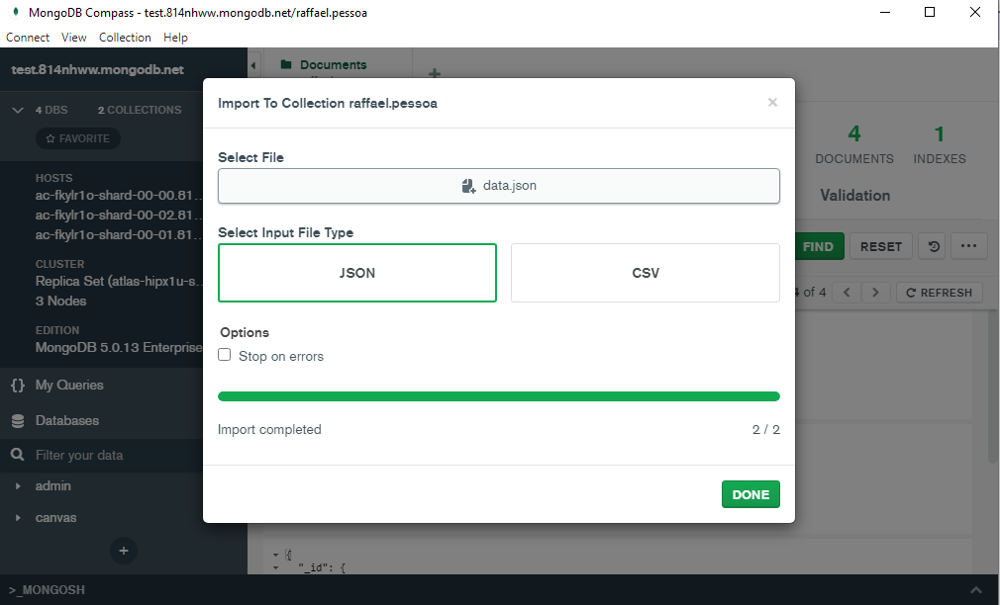 MongoDB Compass - test.814nhww.mongodb.net/raffael.pessoa
Connect View Collection Help
test.814nhww.mongodb.net
Documents
4 DBS 2 COLLECTIONS
FAVORITE
HOSTS
ac-fkylr1o-shard-00-00.81...
ac-fkylr1o-shard-00-02.81...
ac-fkylr1o-shard-00-01.81...
CLUSTER
Replica Set (atlas-hipx1u-s...
3 Nodes
EDITION
MongoDB 5.0.13 Enterprise
{} My Queries
Databases
Filter your data
admin
canvas
+
>_MONGOSH
Import To Collection raffael.pessoa
×
Select File
data.json
Select Input File Type
JSON
CSV
Options
Stop on errors
Import completed
2 / 2
DONE
4
DOCUMENTS
1
INDEXES
Validation
FIND
RESET
of 4
REFRESH
{
"_id": {